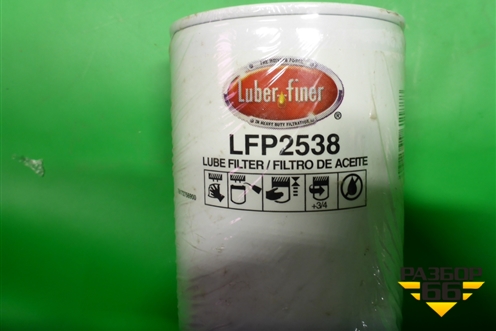 Luber-finer
®
LFP2538
LUBE FILTER / FILTRO DE ACEITE
+3/4
РАЗБОР
66